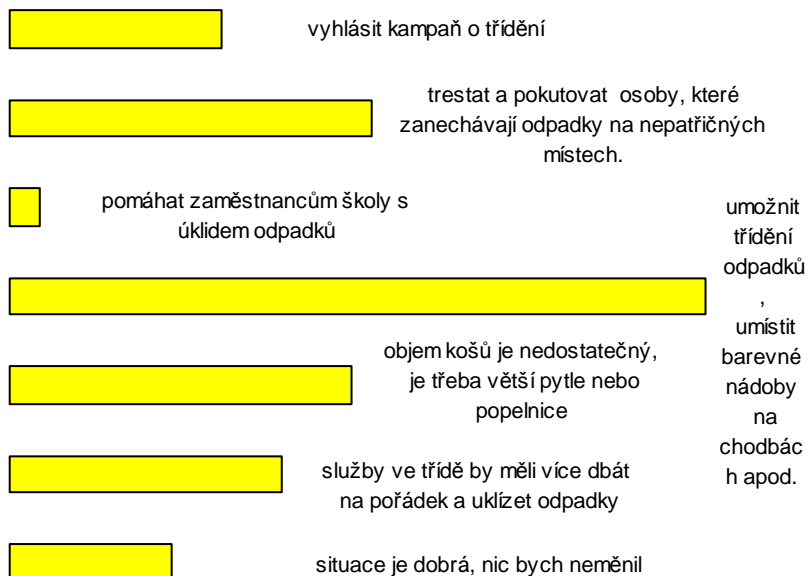 vyhlásit kampaň o třídění
trestat a pokutovat osoby, které
zanechávají odpadky na nepatřičných
místech.
pomáhat zaměstnancům školy s
úklidem odpadků
umožnit
třídění
odpadků
,
umístit
barevné
nádoby
na
chodbác
h apod.
objem košů je nedostatečný,
je třeba větší pytle nebo
popelnice
služby ve třídě by měli více dbát
na pořádek a uklízet odpadky
situace je dobrá, nic bych neměnil